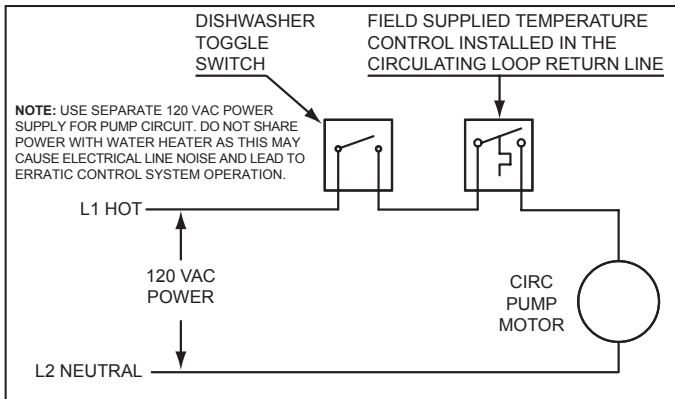 DISHWASHER
TOGGLE
SWITCH
FIELD SUPPLIED TEMPERATURE
CONTROL INSTALLED IN THE
CIRCULATING LOOP RETURN LINE
NOTE: USE SEPARATE 120 VAC POWER
SUPPLY FOR PUMP CIRCUIT. DO NOT SHARE
POWER WITH WATER HEATER AS THIS MAY
CAUSE ELECTRICAL LINE NOISE AND LEAD TO
ERRATIC CONTROL SYSTEM OPERATION.
L1 HOT
120 VAC
POWER
CIRC
PUMP
MOTOR
L2 NEUTRAL